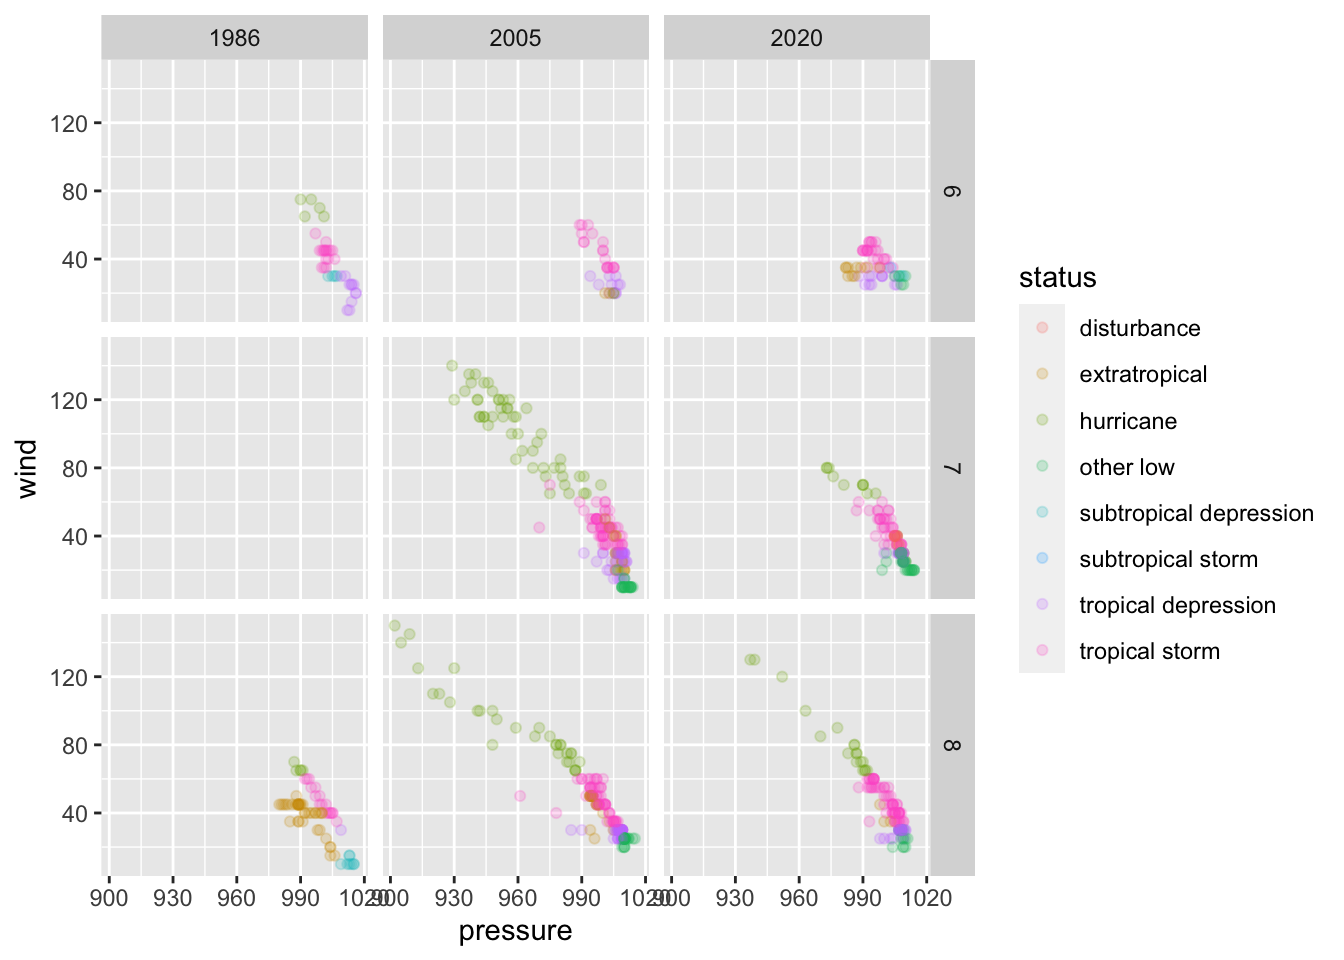 1986 2005 2020
120
80
40
6
120
80
40
7
120
80
40
8
wind
900 930 960 990 1020 900 930 960 990 1020 900 930 960 990 1020
pressure
status
disturbance
extratropical
hurricane
other low
subtropical depression
subtropical storm
tropical depression
tropical storm